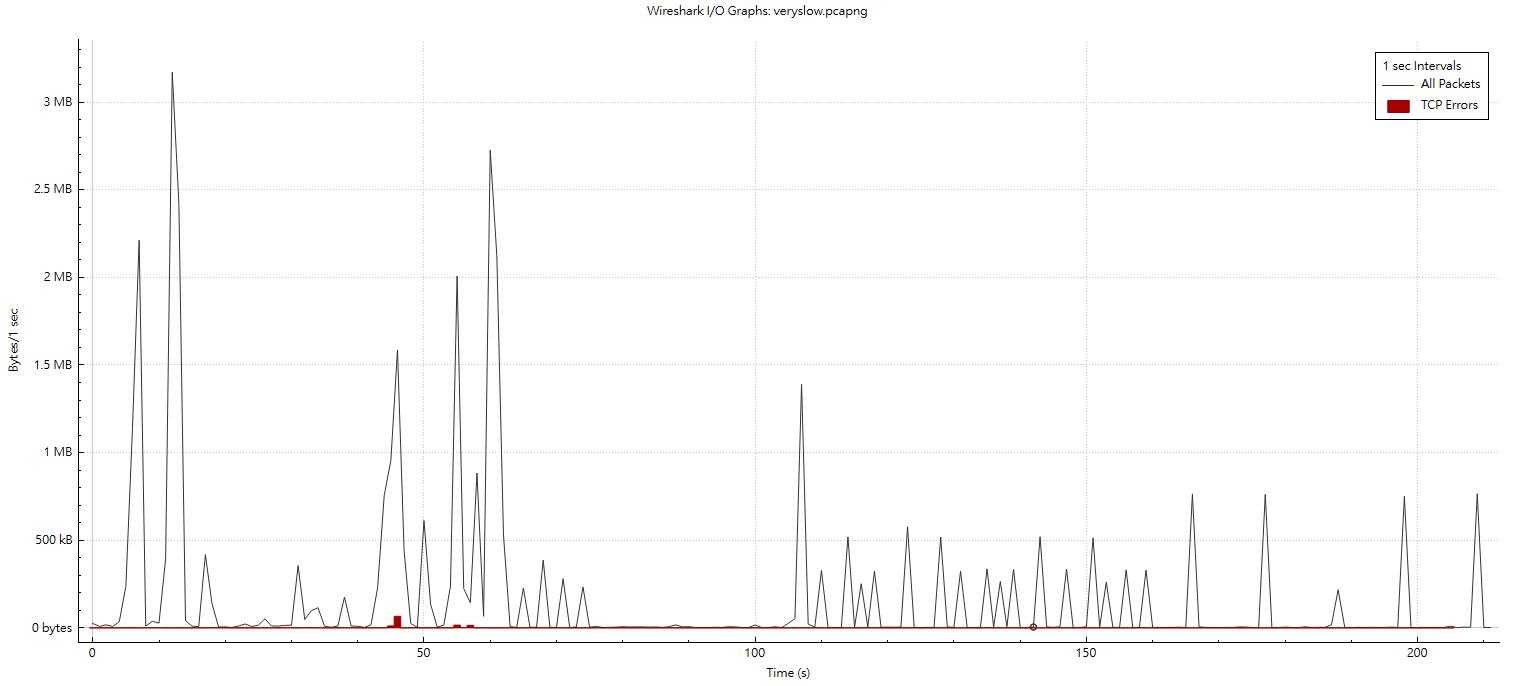 Wireshark I/O Graphs: veryslow.pcapng
1 sec Intervals
All Packets
TCP Errors
3 MB
2.5 MB
2 MB
1.5 MB
1 MB
500 kB
0 bytes
Bytes/1 sec
0
50
100
150
200
Time (s)